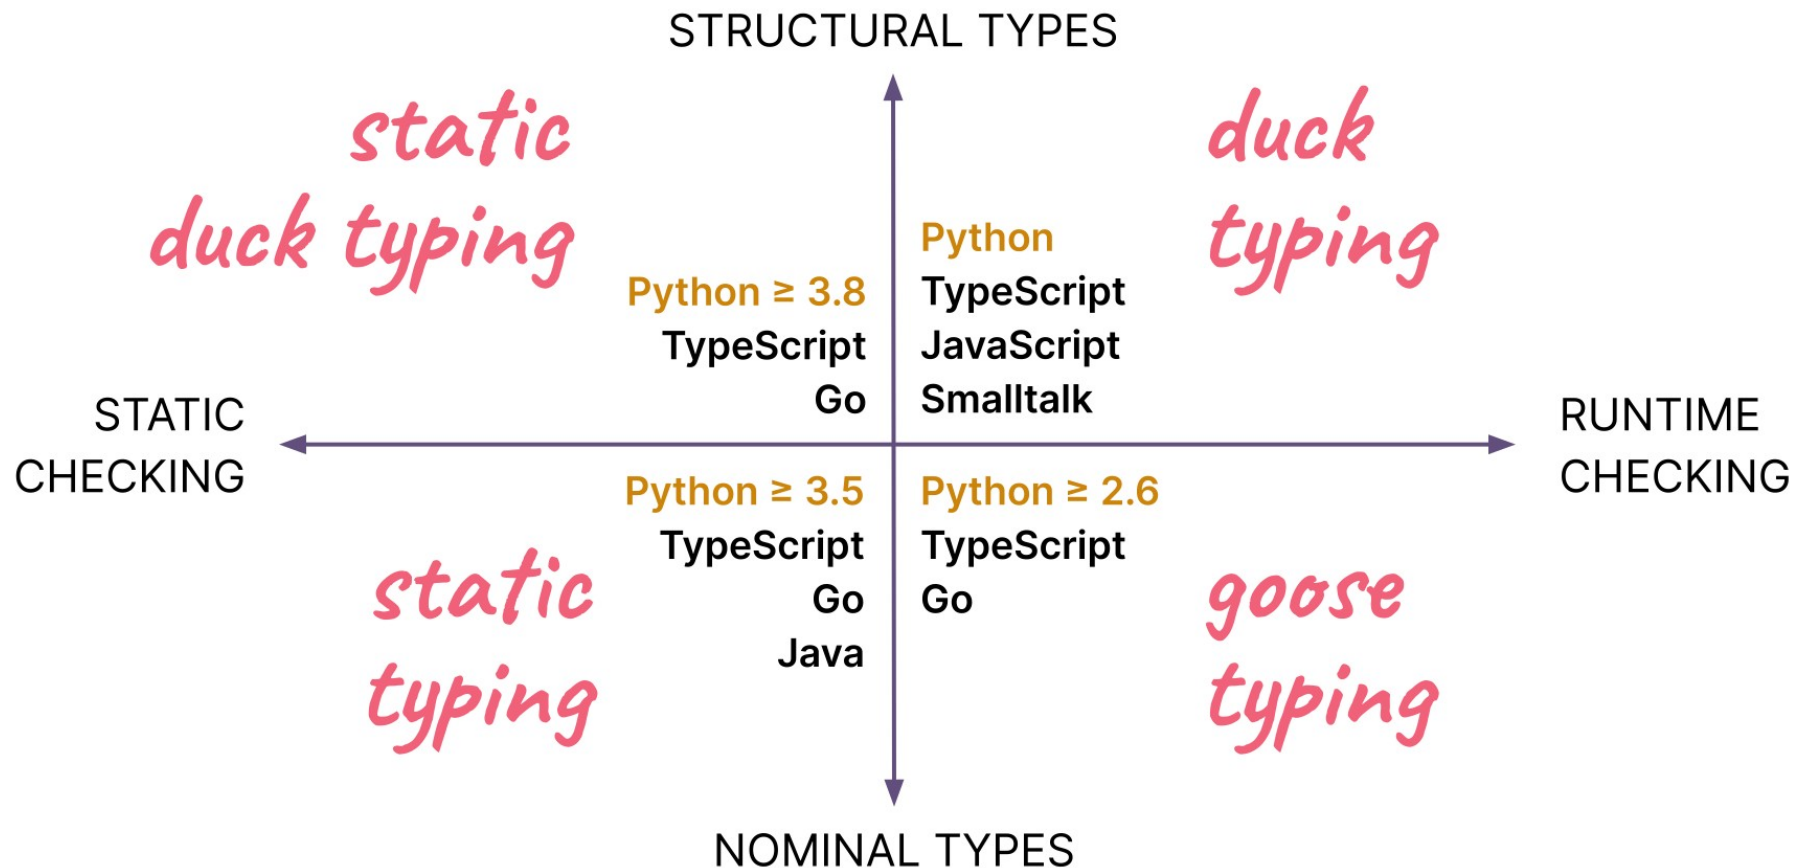 STRUCTURAL TYPES
static
duck typing
duck
typing
Python ≥ 3.8
TypeScript
Go
Python
TypeScript
JavaScript
Smalltalk
STATIC
CHECKING
RUNTIME
CHECKING
Python ≥ 3.5
TypeScript
Go
Java
static
typing
Python ≥ 2.6
TypeScript
Go
goose
typing
NOMINAL TYPES